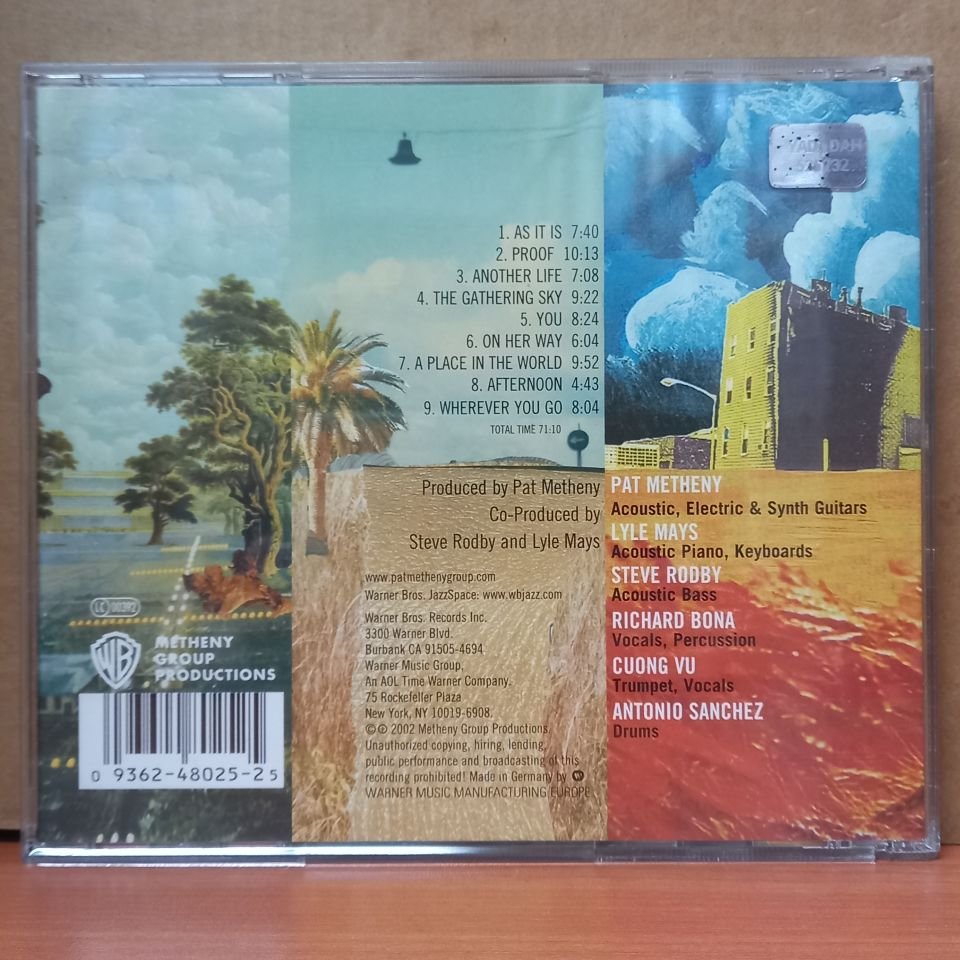 1. AS IT IS 7:40
2. PROOF 10:13
3. ANOTHER LIFE 7:08
4. THE GATHERING SKY 9:22
5. YOU 8:24
6. ON HER WAY 6:04
7. A PLACE IN THE WORLD 9:52
8. AFTERNOON 4:43
9. WHEREVER YOU GO 8:04
TOTAL TIME 71:10
Produced by Pat Metheny
Co-Produced by
Steve Rodby and Lyle Mays
www.patmethenygroup.com
Warner Bros. JazzSpace: www.wbjazz.com
Warner Bros. Records Inc.
3300 Warner Blvd.
Burbank CA 91505-4694
Warner Music Group,
An AOL Time Warner Company.
75 Rockefeller Plaza
New York, NY 10019-6908.
©℗ 2002 Metheny Group Productions.
Unauthorized copying, hiring, lending,
public performance and broadcasting of this
recording prohibited! Made in Germany by
WARNER MUSIC MANUFACTURING EUROPE
PAT METHENY
Acoustic, Electric & Synth Guitars
LYLE MAYS
Acoustic Piano, Keyboards
STEVE RODBY
Acoustic Bass
RICHARD BONA
Vocals, Percussion
CUONG VU
Trumpet, Vocals
ANTONIO SANCHEZ
Drums
LC 00392
WB
METHENY
GROUP
PRODUCTIONS
0 9362-48025-2 5